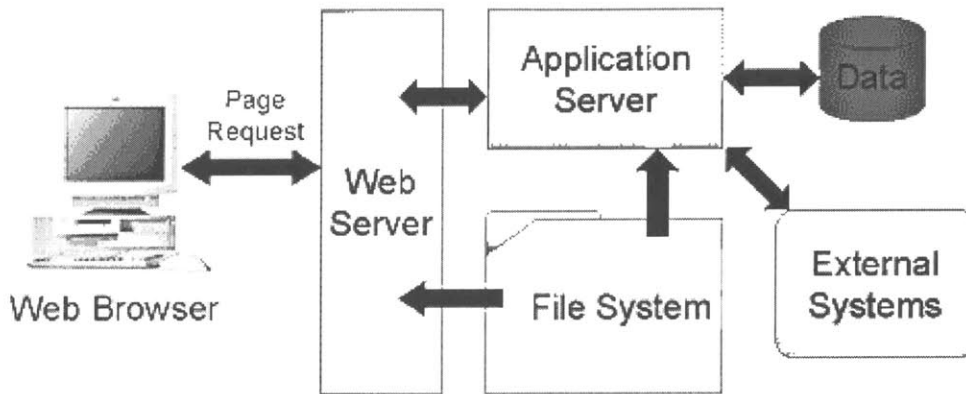 Page
Request
Web Browser
Web
Server
Application
Server
Data
File System
External
Systems